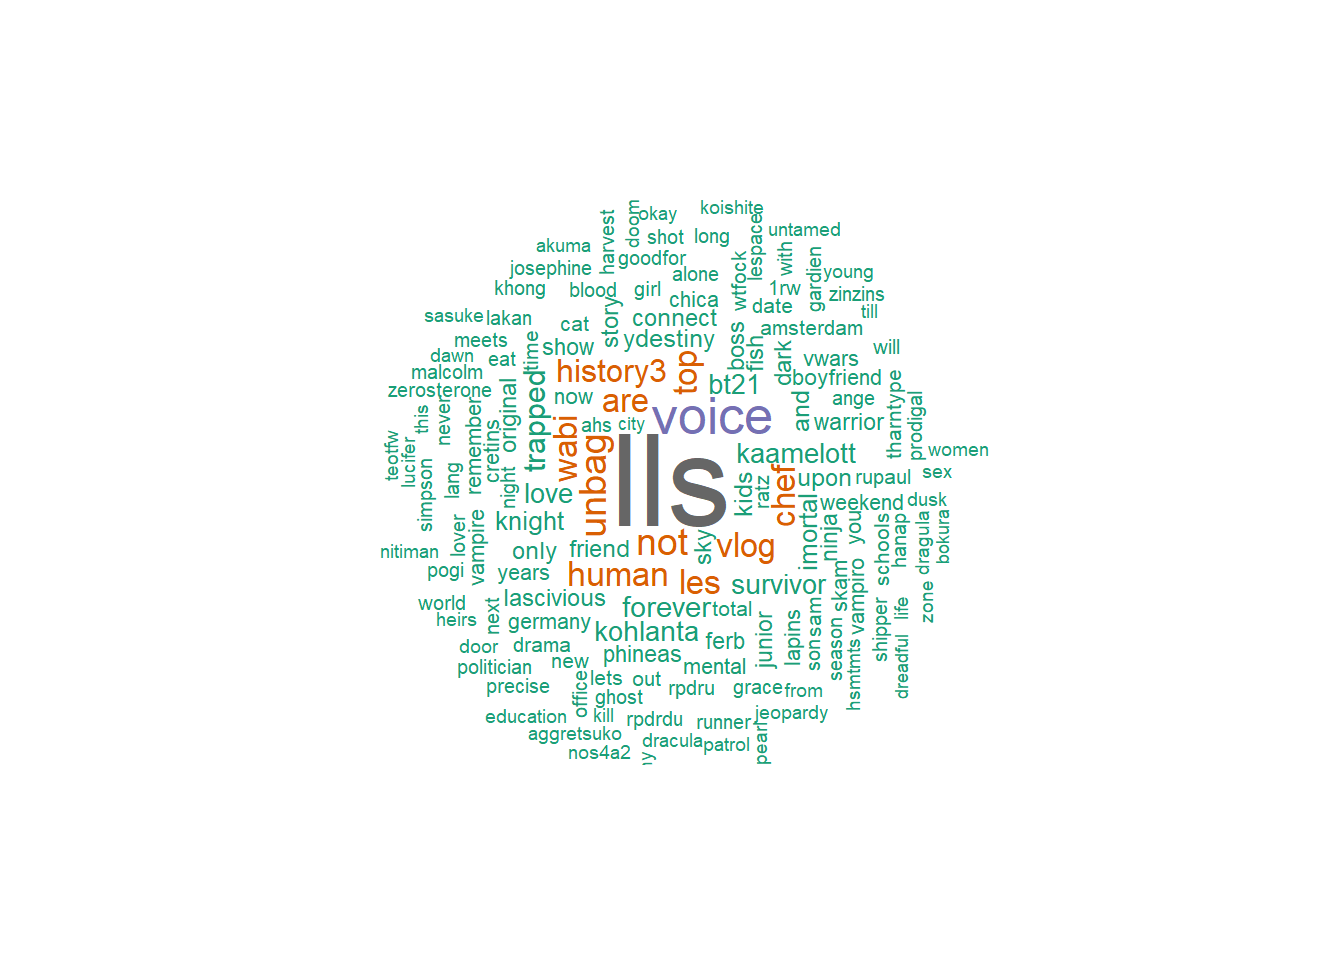 koishite
okay
doom
harvest
untamed
long
shot
lespace
with
akuma
goodfor
josephine
alone
young
gardien
wtfock
khong
blood
girl
1rw
zinzins
chica
date
till
story
connect
sasuke
lakan
cat
amsterdam
ydestiny
boss
fish
meets
show
time
dark
will
dawn
eat
history3
top
vwars
malcolm
bt21
dboyfriend
zerosterone
now
are
ange
original
never
this
trapped
voice
and
warrior
tharntype
prodigal
ahs
city
remember
cretins
wabi
kaamelott
women
teotfw
lucifer
simpson
lang
night
unbag
lls
kids
ratz
chef
upon
rupaul
sex
love
weekend
dusk
knight
imortal
ninja
you
schools
hanap
dragula
bokura
lover
vampire
not
sky
vlog
nitiman
only
friend
pogi
years
human
les
survivor
skam
vampiro
world
next
lascivious
forever
total
sam
shipper
life
zone
heirs
germany
kohlanta
ferb
junior
lapins
son
season
dreadful
door
drama
phineas
politician
new
mental
hsmtmts
precise
lets
out
rpdru
grace
from
office
ghost
education
kill
rpdrdu
runner
jeopardy
aggretsuko
dracula
patrol
pearl
nos4a2